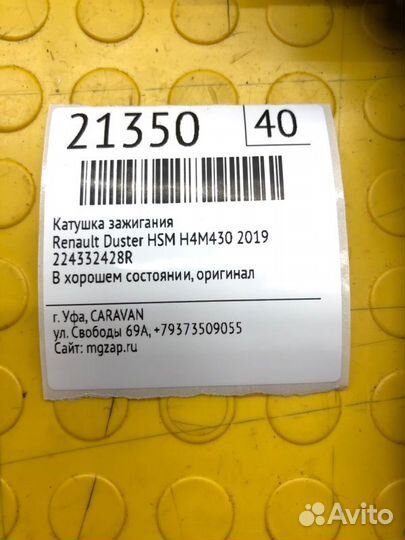 21350 40
Катушка зажигания
Renault Duster HSM H4M430 2019
224332428R
В хорошем состоянии, оригинал
г. Уфа, CARAVAN
ул. Свободы 69А, +79373509055
Сайт: mgzap.ru
Avito